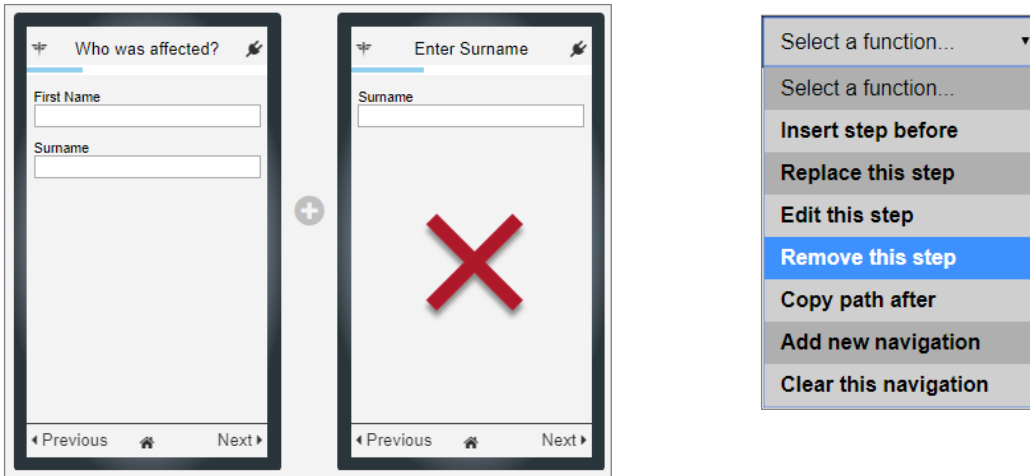 Who was affected?
First Name
Surname
Previous
Next
Enter Surname
Surname
Previous
Next
Select a function...
Select a function...
Insert step before
Replace this step
Edit this step
Remove this step
Copy path after
Add new navigation
Clear this navigation